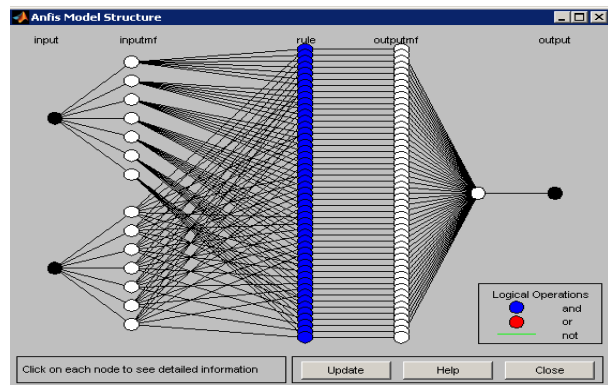 Anfis Model Structure
input inputmf rule outputmf output
Logical Operations
and
or
not
Click on each node to see detailed information
Update Help Close